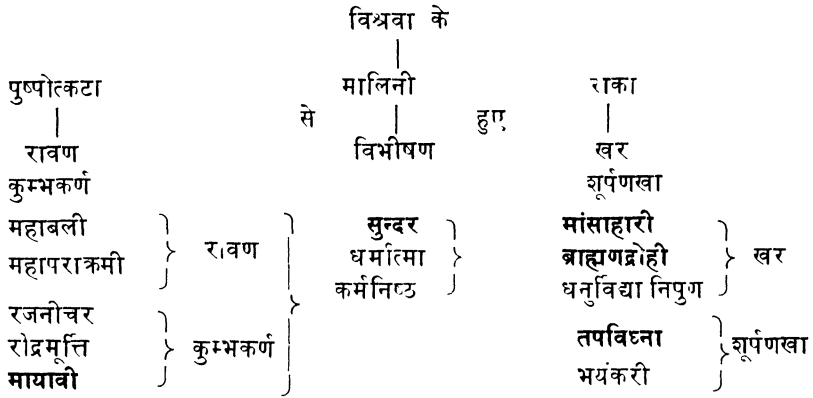 विश्रवा के
पुष्पोत्कटा मालिनी राका
से हुए
रावण विभीषण खर
कुम्भकर्ण शूर्पणखा
महाबली सुन्दर मांसाहारी
रावण धर्मात्मा ब्राह्मणद्रोही खर
महापराक्रमी कर्मनिष्ठ धनुर्विद्या निपुण
रजनीचर
रौद्रमूर्त्ति कुम्भकर्ण तपविघ्ना शूर्पणखा
मायावी भयंकरी